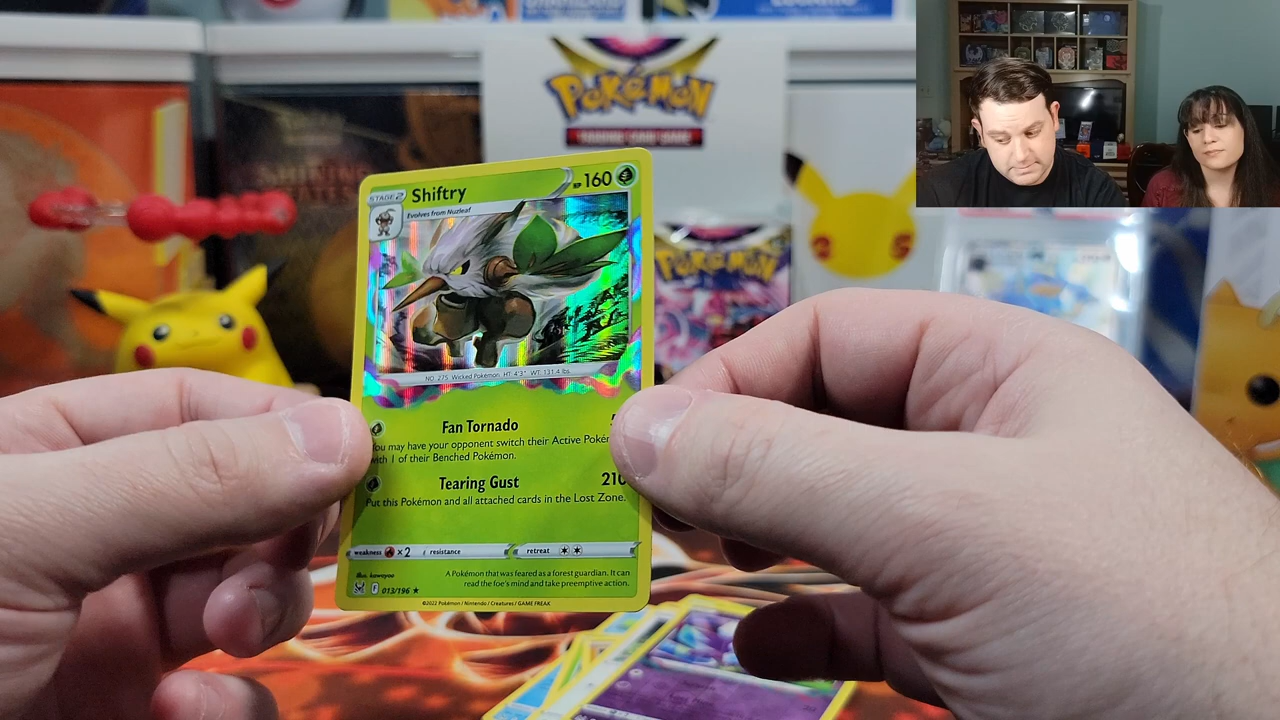 POKéMON
TRADING CARD GAME
STAGE 2
Shiftry
HP 160
Evolves from Nuzleaf
NO. 275 Wicked Pokémon HT: 4'3" WT: 131.4 lbs.
Fan Tornado
You may have your opponent switch their Active
with 1 of their Benched Pokémon.
Tearing Gust
210
Put this Pokémon and all attached cards in the Lost Zone.
weakness ×2 resistance retreat
Illus. kawayoo
A Pokémon that was feared as a forest guardian. It can
read the foe's mind and take preemptive action.
F 013/196 ★
©2022 Pokémon / Nintendo / Creatures / GAME FREAK
POKéMON